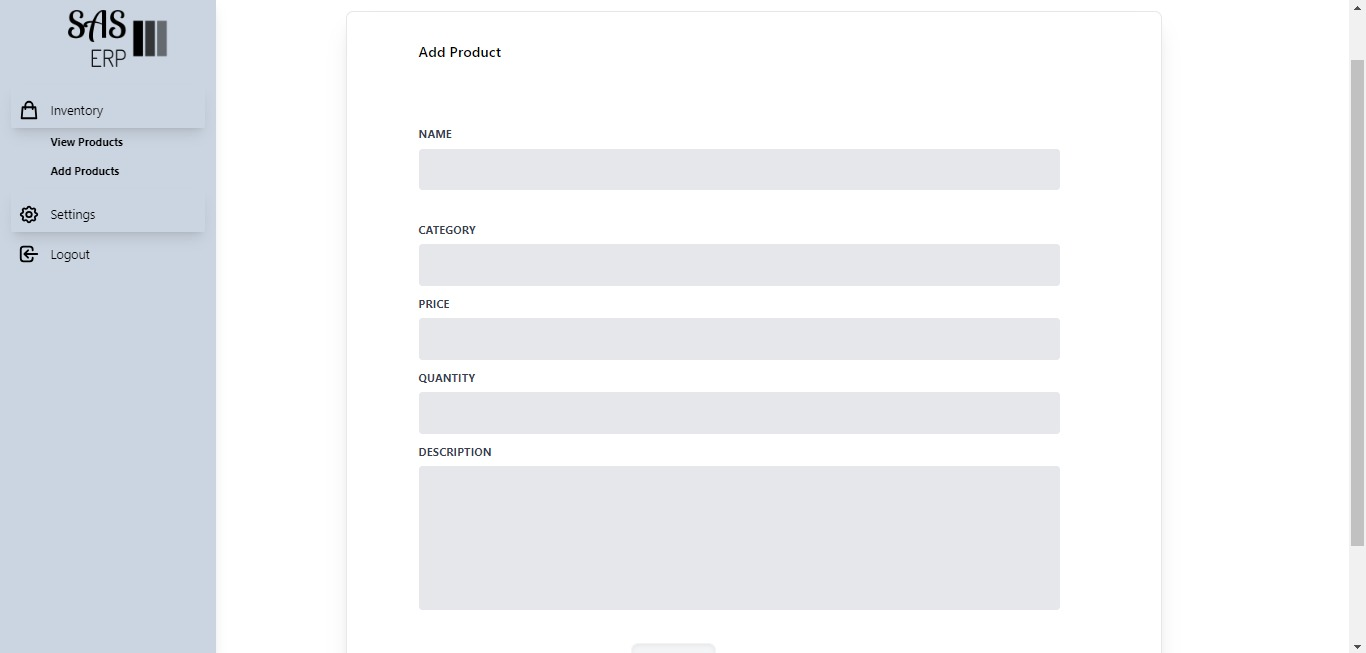 SAS
ERP
Inventory
View Products
Add Products
Settings
Logout
Add Product
NAME
CATEGORY
PRICE
QUANTITY
DESCRIPTION